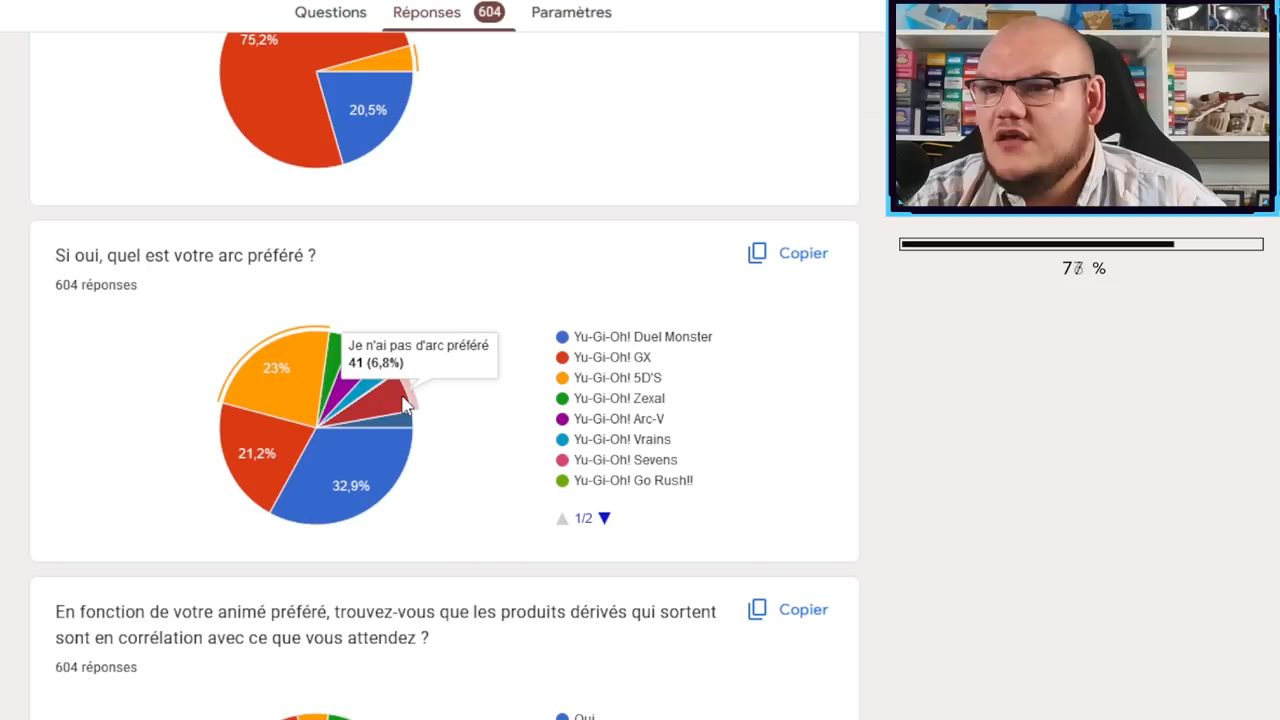 Questions
Réponses 604
Paramètres
75,2%
20,5%
Si oui, quel est votre arc préféré ?
Copier
604 réponses
Je n'ai pas d'arc préféré
41 (6,8%)
23%
21,2%
32,9%
Yu-Gi-Oh! Duel Monster
Yu-Gi-Oh! GX
Yu-Gi-Oh! 5D'S
Yu-Gi-Oh! Zexal
Yu-Gi-Oh! Arc-V
Yu-Gi-Oh! Vrains
Yu-Gi-Oh! Sevens
Yu-Gi-Oh! Go Rush!!
1/2
En fonction de votre animé préféré, trouvez-vous que les produits dérivés qui sortent
sont en corrélation avec ce que vous attendez ?
Copier
604 réponses
Oui